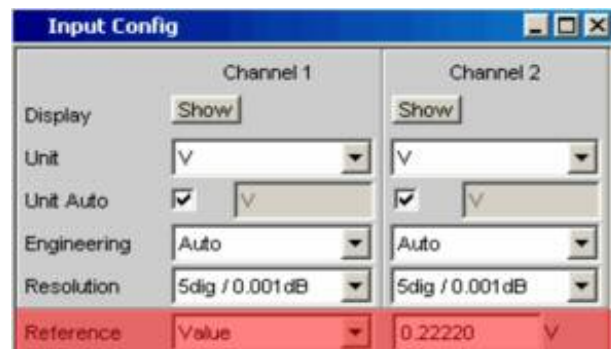 Input Config
Channel 1 Channel 2
Display Show Show
Unit V V
Unit Auto V V
Engineering Auto Auto
Resolution 5dig / 0.001dB 5dig / 0.001dB
Reference Value 0.22220 V